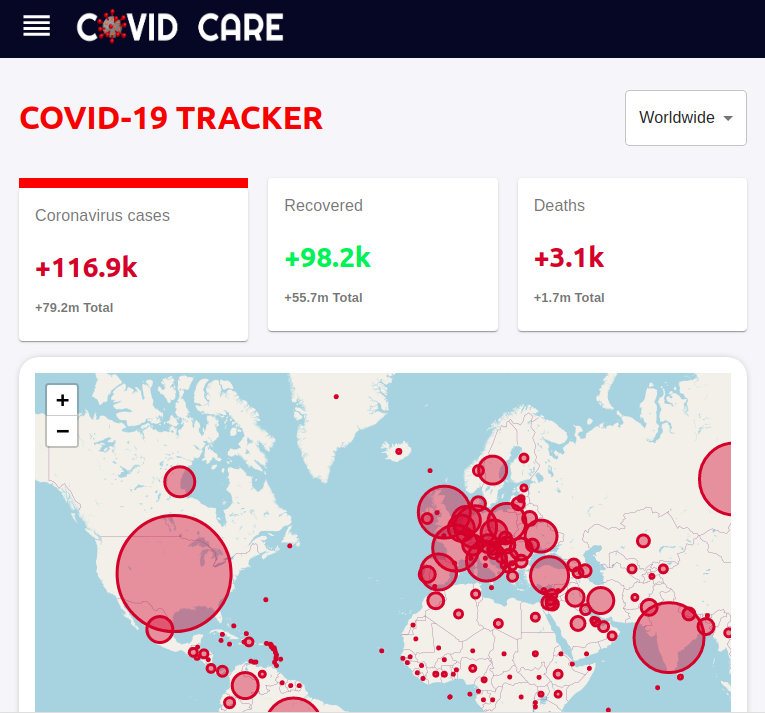 COVID CARE
COVID-19 TRACKER
Worldwide
Coronavirus cases
+116.9k
+79.2m Total
Recovered
+98.2k
+55.7m Total
Deaths
+3.1k
+1.7m Total
+
−